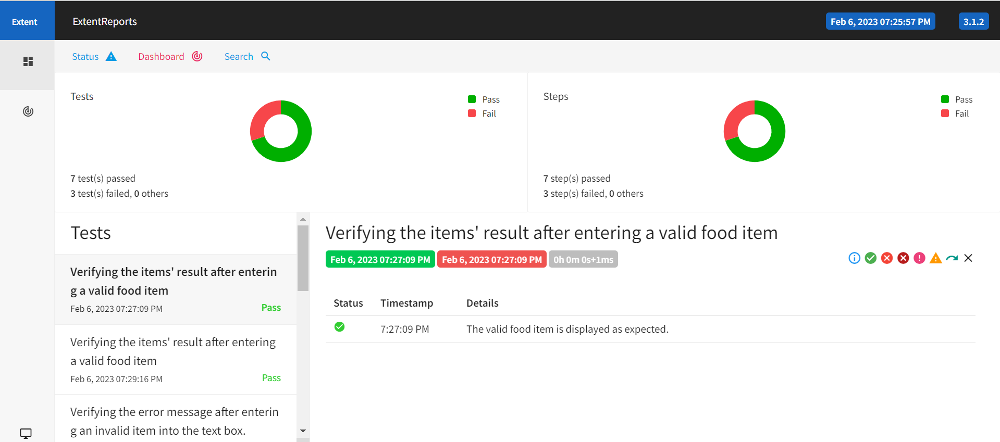 Extent
ExtentReports
Feb 6, 2023 07:25:57 PM
3.1.2
Status
Dashboard
Search
Tests
Pass
Fail
7 test(s) passed
3 test(s) failed, 0 others
Steps
Pass
Fail
7 step(s) passed
3 step(s) failed, 0 others
Tests
Verifying the items' result after enterin
g a valid food item
Feb 6, 2023 07:27:09 PM
Pass
Verifying the items' result after entering
a valid food item
Feb 6, 2023 07:29:16 PM
Pass
Verifying the error message after enterin
g an invalid item into the text box.
Verifying the items' result after entering a valid food item
Feb 6, 2023 07:27:09 PM
Feb 6, 2023 07:27:09 PM
0h 0m 0s+1ms
Status
Timestamp
Details
7:27:09 PM
The valid food item is displayed as expected.